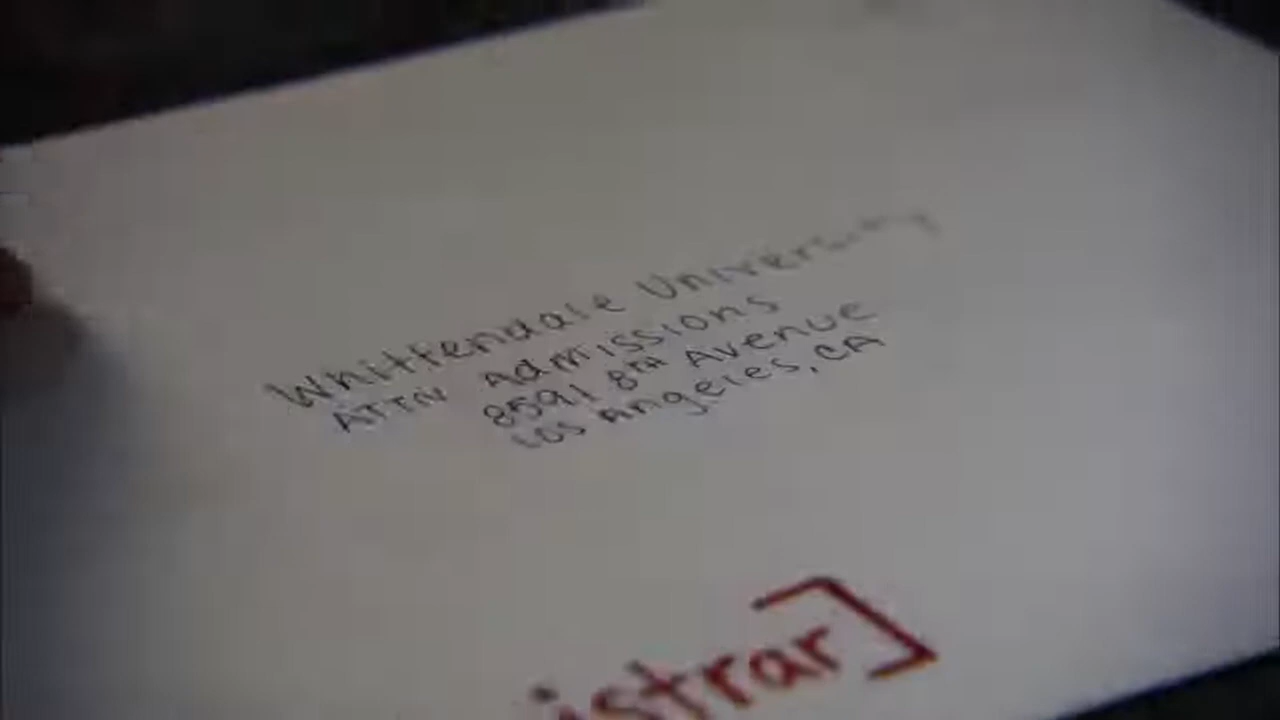 Whittendale University
ATTN Admissions
8591 8TH Avenue
Los Angeles, CA
istrar]